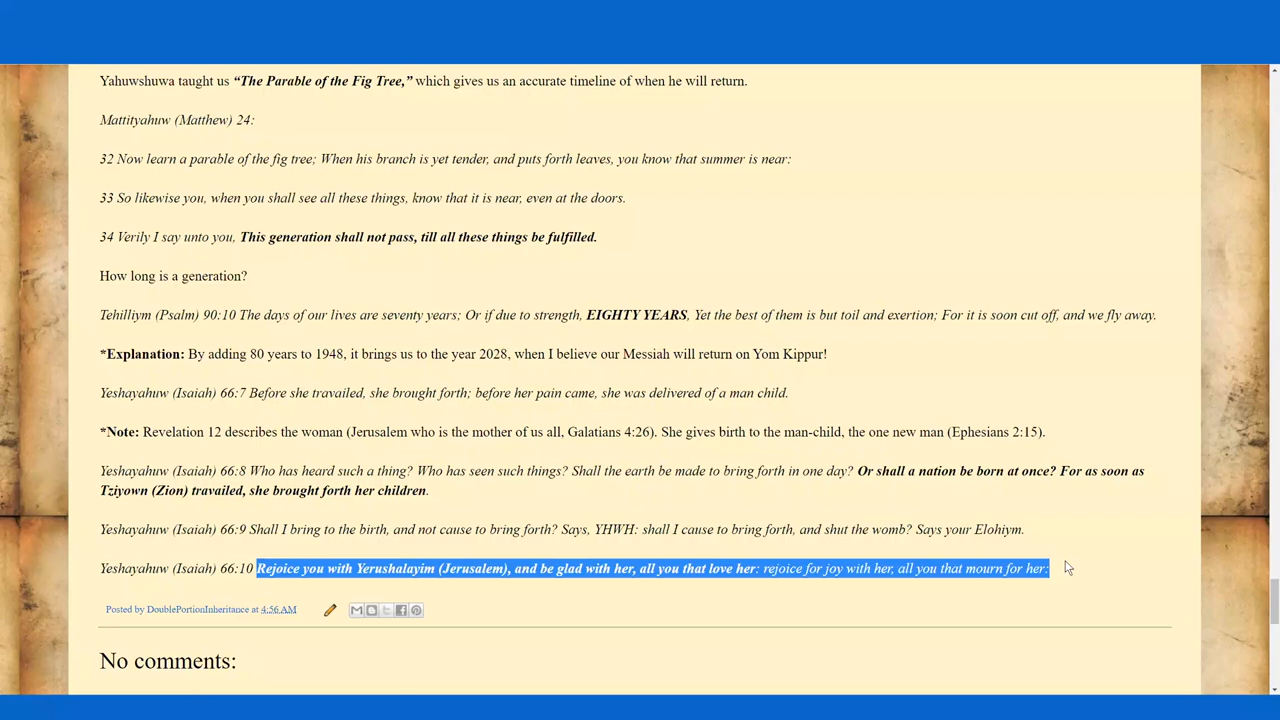 Yahuwshuwa taught us “The Parable of the Fig Tree,” which gives us an accurate timeline of when he will return.
Mattityahuw (Matthew) 24:
32 Now learn a parable of the fig tree; When his branch is yet tender, and puts forth leaves, you know that summer is near:
33 So likewise you, when you shall see all these things, know that it is near, even at the doors.
34 Verily I say unto you, This generation shall not pass, till all these things be fulfilled.
How long is a generation?
Tehilliym (Psalm) 90:10 The days of our lives are seventy years; Or if due to strength, EIGHTY YEARS, Yet the best of them is but toil and exertion; For it is soon cut off, and we fly away.
*Explanation: By adding 80 years to 1948, it brings us to the year 2028, when I believe our Messiah will return on Yom Kippur!
Yeshayahuw (Isaiah) 66:7 Before she travailed, she brought forth; before her pain came, she was delivered of a man child.
*Note: Revelation 12 describes the woman (Jerusalem who is the mother of us all, Galatians 4:26). She gives birth to the man-child, the one new man (Ephesians 2:15).
Yeshayahuw (Isaiah) 66:8 Who has heard such a thing? Who has seen such things? Shall the earth be made to bring forth in one day? Or shall a nation be born at once? For as soon as
Tziyown (Zion) travailed, she brought forth her children.
Yeshayahuw (Isaiah) 66:9 Shall I bring to the birth, and not cause to bring forth? Says, YHWH: shall I cause to bring forth, and shut the womb? Says your Elohiym.
Yeshayahuw (Isaiah) 66:10 Rejoice you with Yerushalayim (Jerusalem), and be glad with her, all you that love her: rejoice for joy with her, all you that mourn for her:
Posted by DoublePortionInheritance at 4:56 AM
No comments: